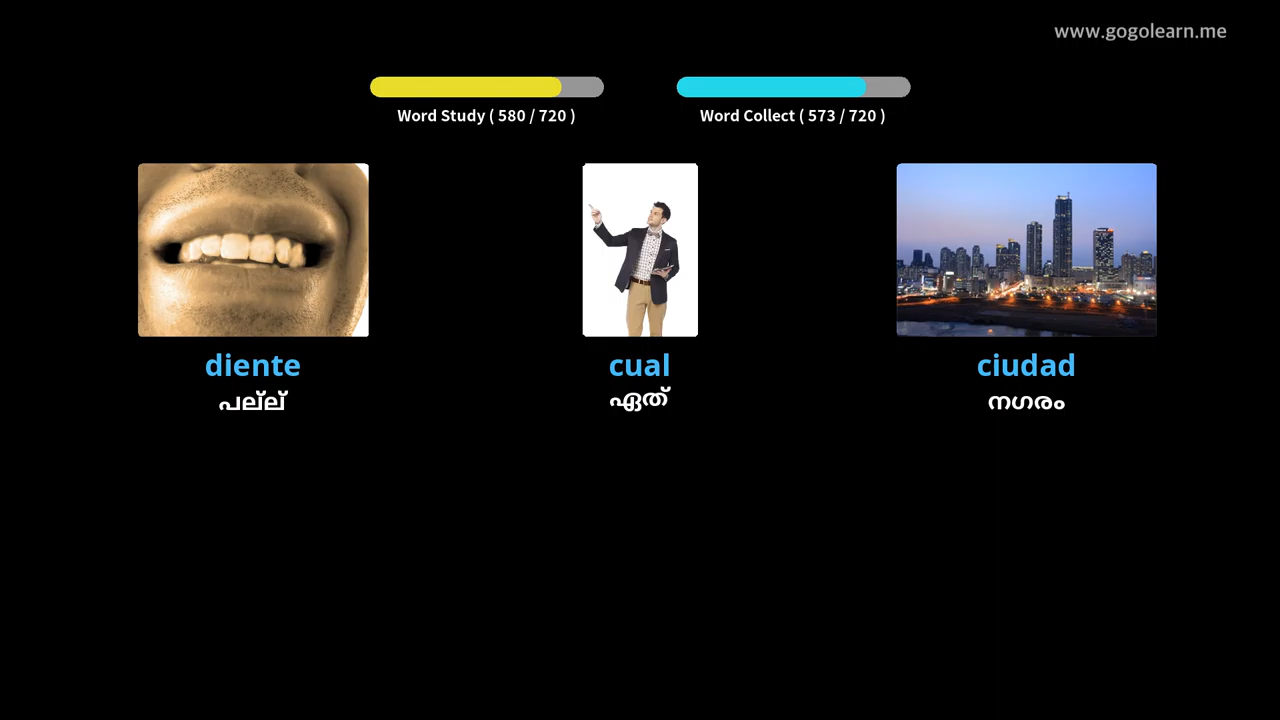 www.gogolearn.me
Word Study ( 580 / 720 )
Word Collect ( 573 / 720 )
diente
പല്ല്
cual
ഏത്
ciudad
നഗരം